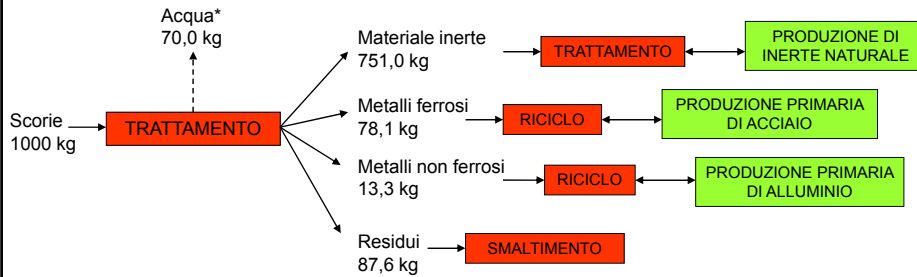 Acqua*
70,0 kg
Scorie
1000 kg
TRATTAMENTO
Materiale inerte
751,0 kg
TRATTAMENTO
PRODUZIONE DI
INERTE NATURALE
Metalli ferrosi
78,1 kg
RICICLO
PRODUZIONE PRIMARIA
DI ACCIAIO
Metalli non ferrosi
13,3 kg
RICICLO
PRODUZIONE PRIMARIA
DI ALLUMINIO
Residui
87,6 kg
SMALTIMENTO